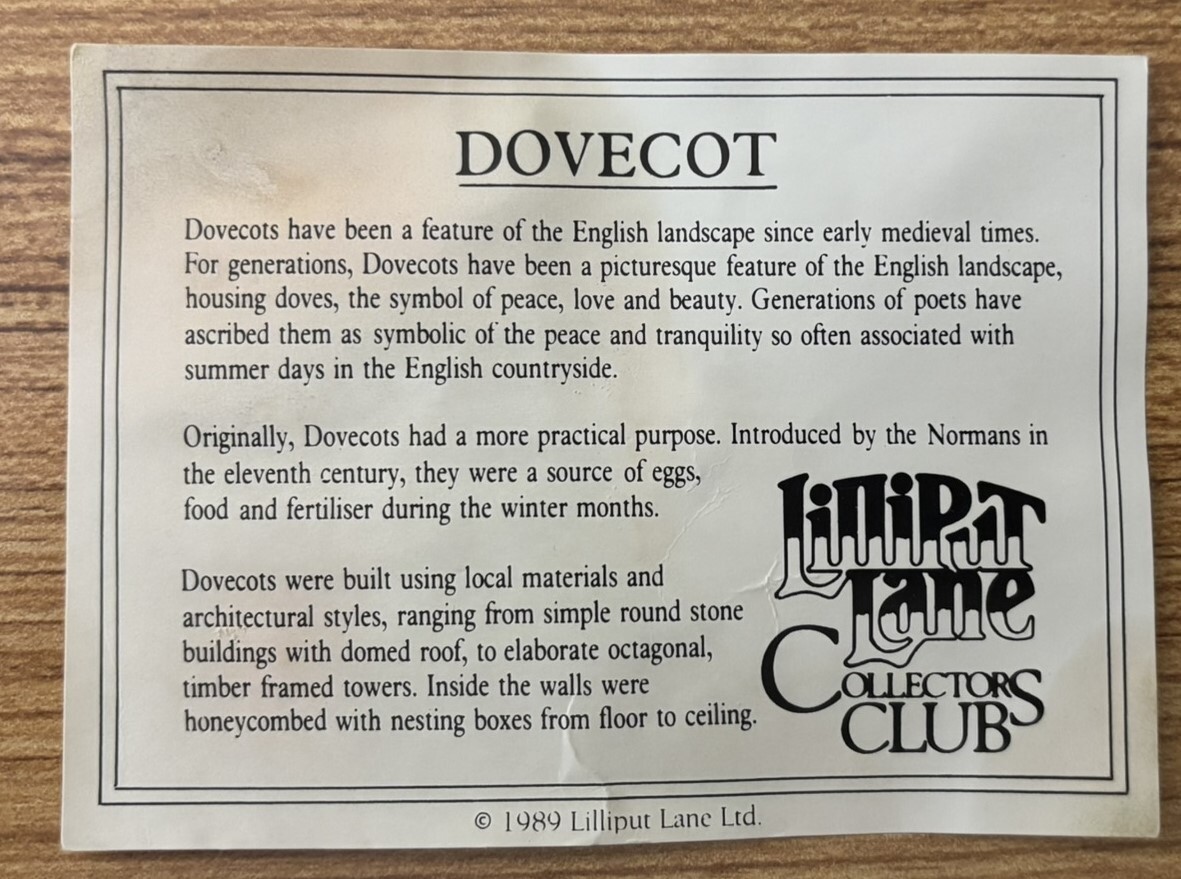 DOVECOT
Dovecots have been a feature of the English landscape since early medieval times.
For generations, Dovecots have been a picturesque feature of the English landscape,
housing doves, the symbol of peace, love and beauty. Generations of poets have
ascribed them as symbolic of the peace and tranquility so often associated with
summer days in the English countryside.
Originally, Dovecots had a more practical purpose. Introduced by the Normans in
the eleventh century, they were a source of eggs,
food and fertiliser during the winter months.
Dovecots were built using local materials and
architectural styles, ranging from simple round stone
buildings with domed roof, to elaborate octagonal,
timber framed towers. Inside the walls were
honeycombed with nesting boxes from floor to ceiling.
Lilliput
Lane
COLLECTORS
CLUB
© 1989 Lilliput Lane Ltd.